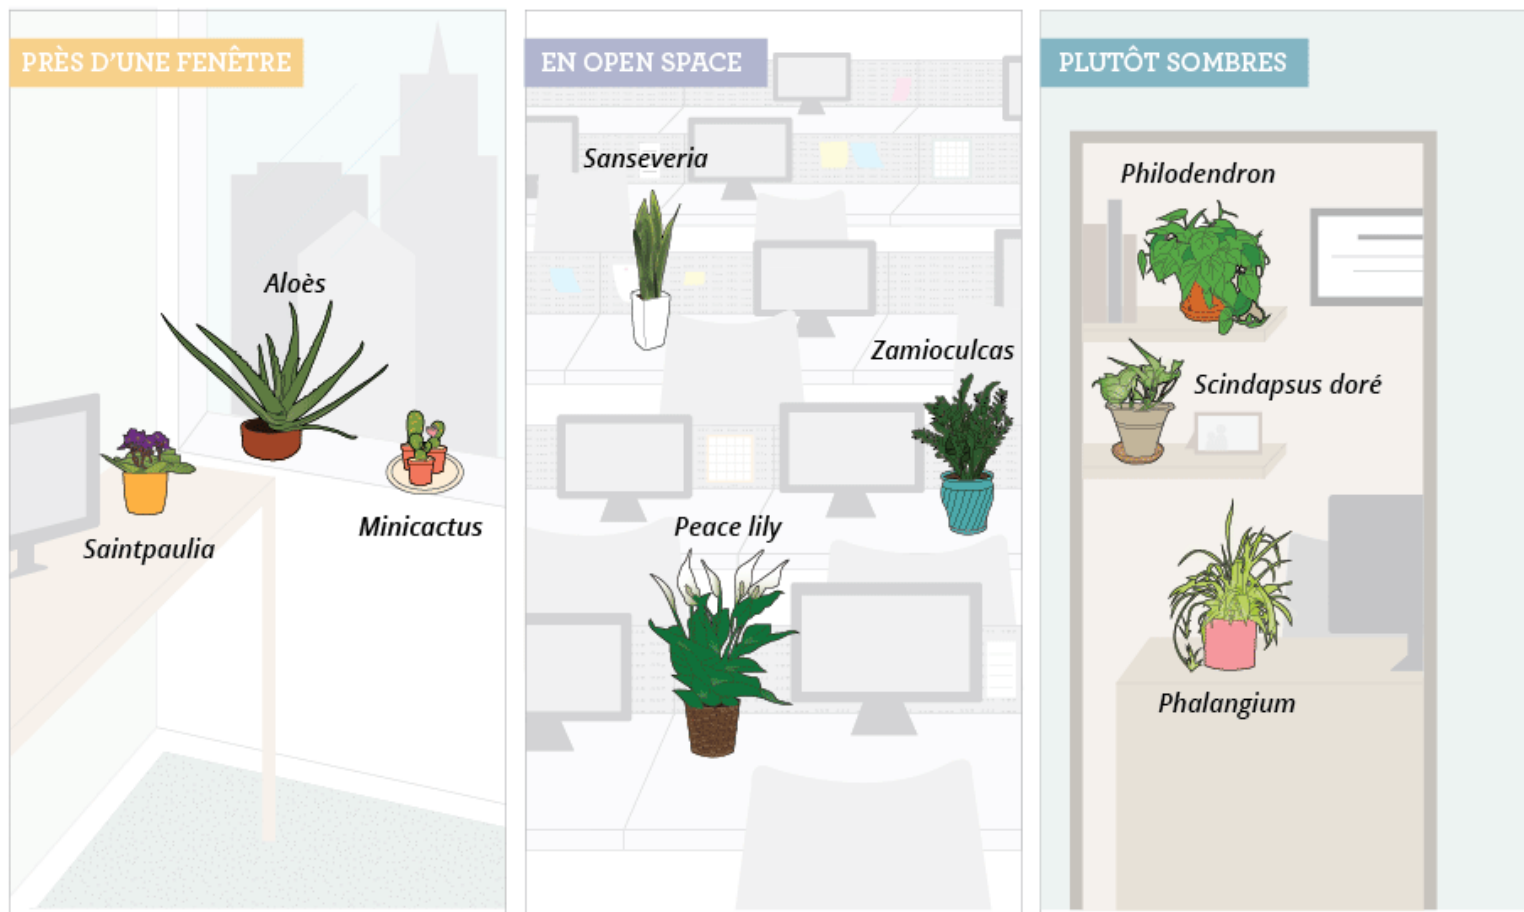 PRÈS D'UNE FENÊTRE
Aloès
Saintpaulia
Minicactus
EN OPEN SPACE
Sanseveria
Zamioculcas
Peace lily
PLUTÔT SOMBRES
Philodendron
Scindapsus doré
Phalangium